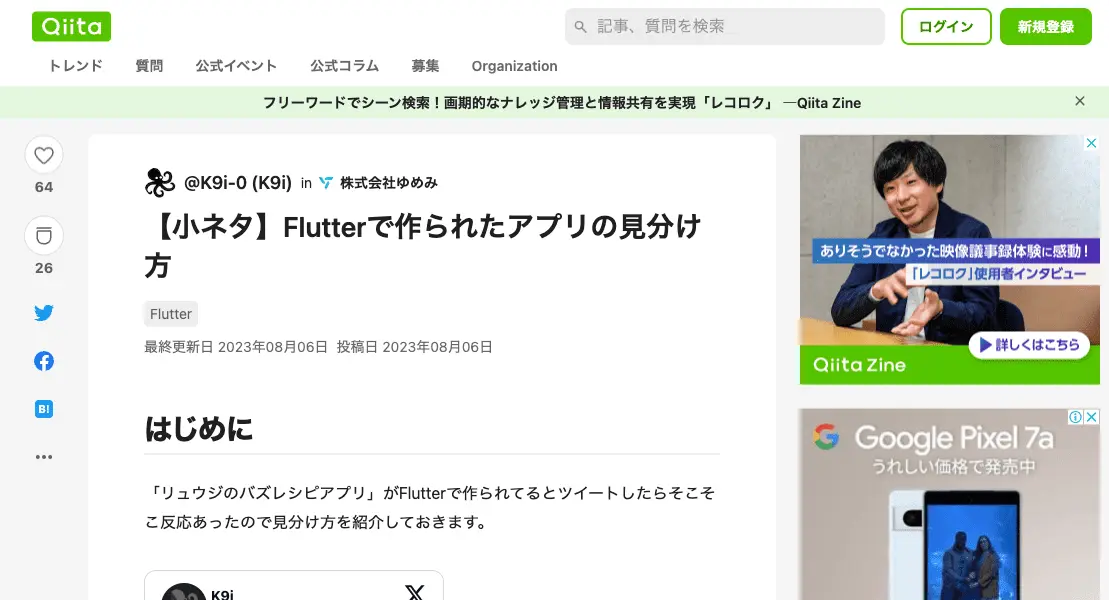 Qiita
記事、質問を検索
ログイン
新規登録
トレンド 質問 公式イベント 公式コラム 募集 Organization
フリーワードでシーン検索！画期的なナレッジ管理と情報共有を実現「レコロク」 —Qiita Zine
64
26
B!
@K9i-0 (K9i) in 株式会社ゆめみ
【小ネタ】Flutterで作られたアプリの見分け
方
Flutter
最終更新日 2023年08月06日 投稿日 2023年08月06日
はじめに
「リュウジのバズレシピアプリ」がFlutterで作られてるとツイートしたらそこそ
こ反応あったので見分け方を紹介しておきます。
K9i
ありそうでなかった映像議事録体験に感動！
「レコロク」使用者インタビュー
詳しくはこちら
Qiita Zine
Google Pixel 7a
うれしい価格で発売中